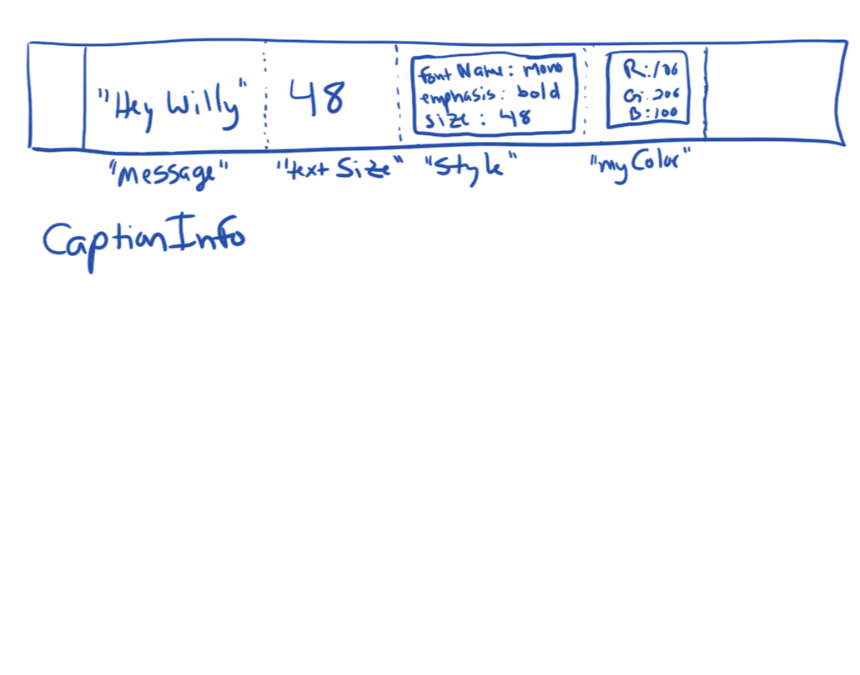 "Hey Willy"
48
font Name: mono
emphasis: bold
size: 48
R:106
G:206
B:100
"message"
"text Size"
"Style"
"myColor"
CaptionInfo